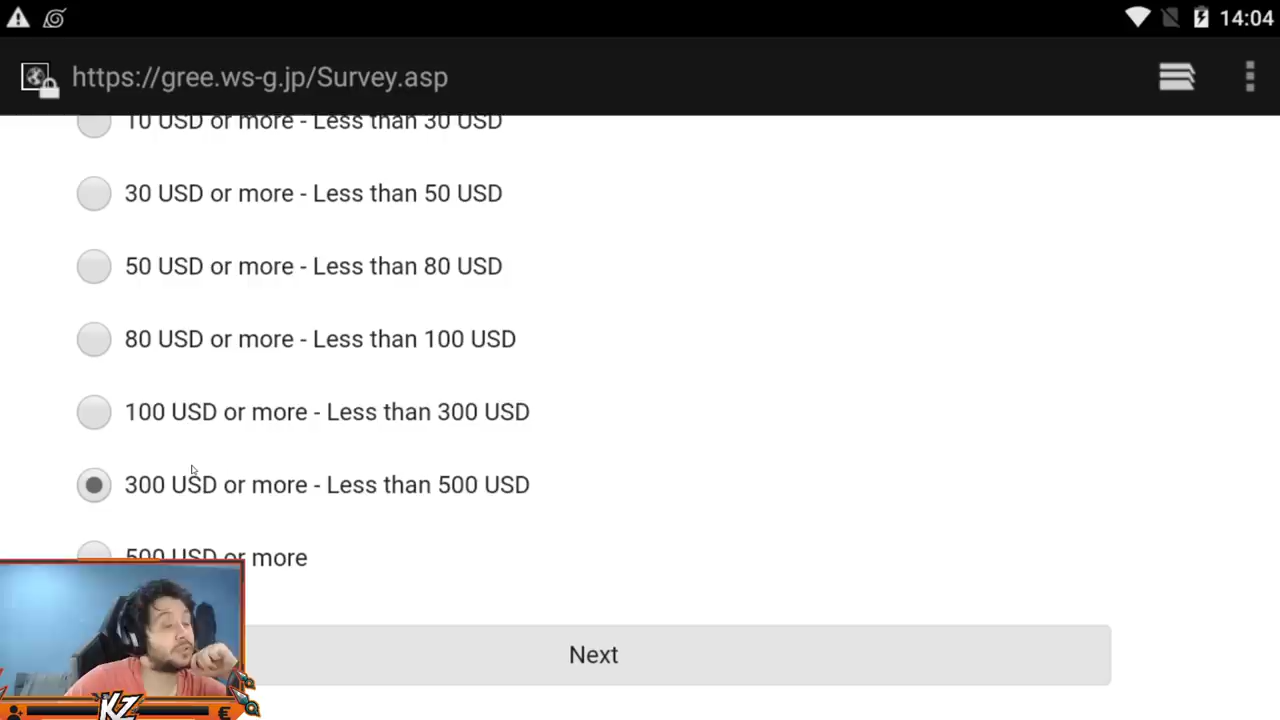 14:04
https://gree.ws-g.jp/Survey.asp
10 USD or more - Less than 30 USD
30 USD or more - Less than 50 USD
50 USD or more - Less than 80 USD
80 USD or more - Less than 100 USD
100 USD or more - Less than 300 USD
300 USD or more - Less than 500 USD
500 USD or more
Next
KZ
€